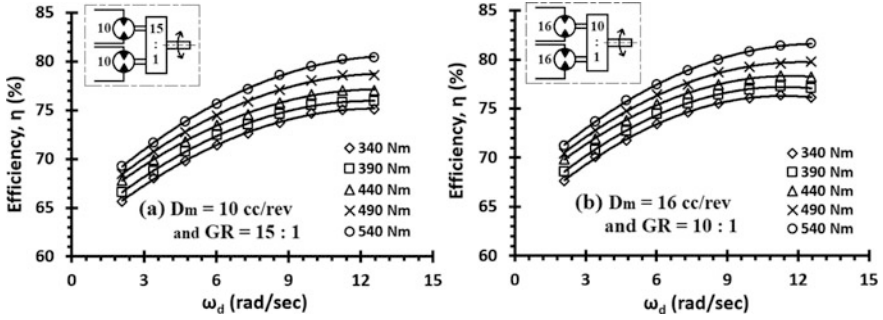 10
10
15
:
1
85
80
75
70
65
60
Efficiency, η (%)
340 Nm
390 Nm
440 Nm
490 Nm
540 Nm
(a) Dm = 10 cc/rev
and GR = 15 : 1
0 3 6 9 12 15
ωd (rad/sec)
16
16
10
:
1
85
80
75
70
65
60
Efficiency, η (%)
340 Nm
390 Nm
440 Nm
490 Nm
540 Nm
(b) Dm = 16 cc/rev
and GR = 10 : 1
0 3 6 9 12 15
ωd (rad/sec)